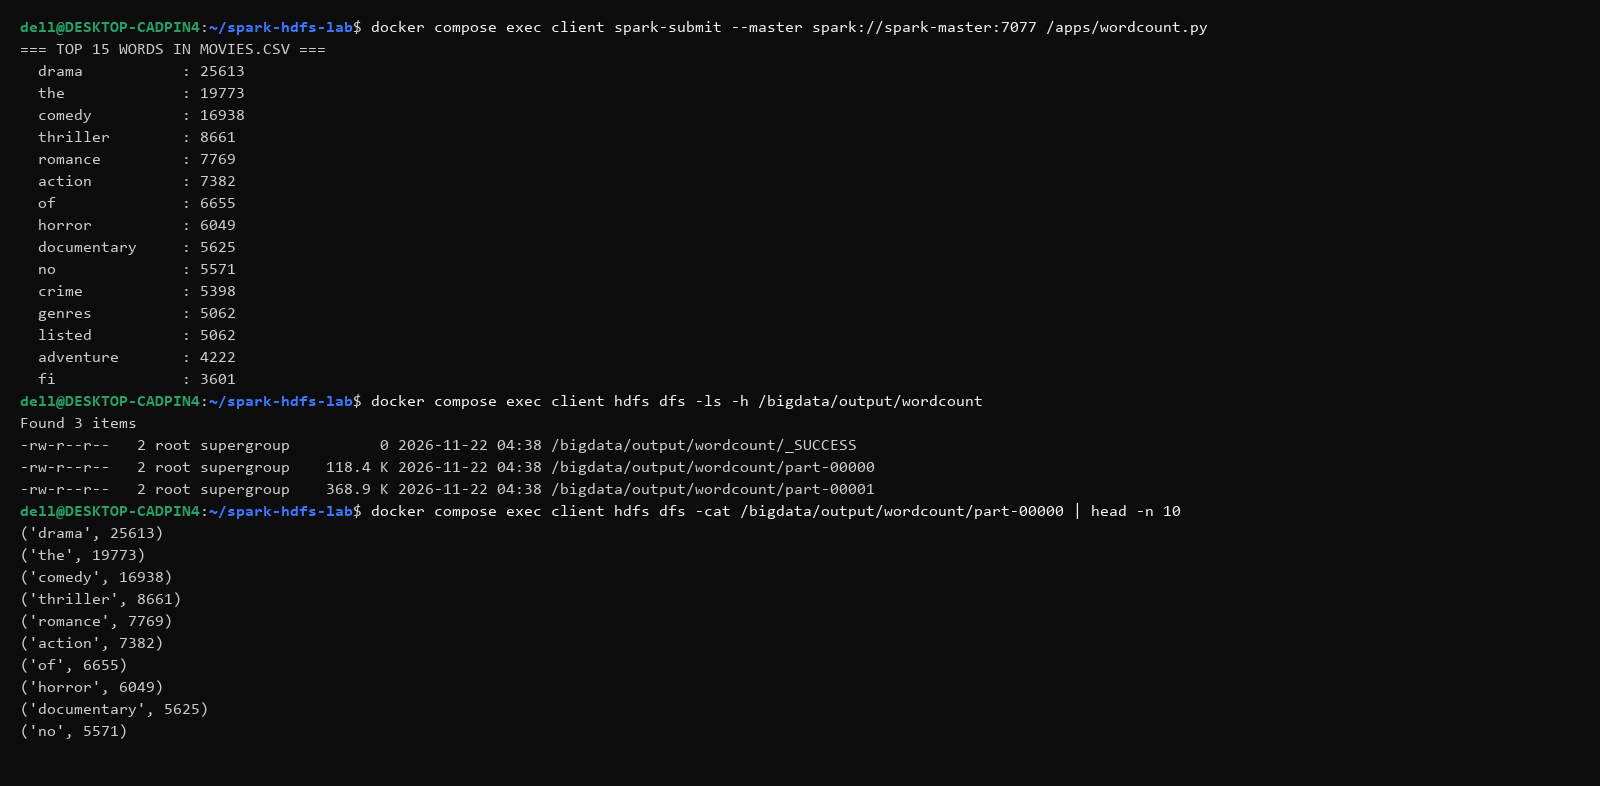 dell@DESKTOP-CADPIN4:~/spark-hdfs-lab$ docker compose exec client spark-submit --master spark://spark-master:7077 /apps/wordcount.py
=== TOP 15 WORDS IN MOVIES.CSV ===
  drama           : 25613
  the             : 19773
  comedy          : 16938
  thriller        : 8661
  romance         : 7769
  action          : 7382
  of              : 6655
  horror          : 6049
  documentary     : 5625
  no              : 5571
  crime           : 5398
  genres          : 5062
  listed          : 5062
  adventure       : 4222
  fi              : 3601
dell@DESKTOP-CADPIN4:~/spark-hdfs-lab$ docker compose exec client hdfs dfs -ls -h /bigdata/output/wordcount
Found 3 items
-rw-r--r--   2 root supergroup          0 2026-11-22 04:38 /bigdata/output/wordcount/_SUCCESS
-rw-r--r--   2 root supergroup    118.4 K 2026-11-22 04:38 /bigdata/output/wordcount/part-00000
-rw-r--r--   2 root supergroup    368.9 K 2026-11-22 04:38 /bigdata/output/wordcount/part-00001
dell@DESKTOP-CADPIN4:~/spark-hdfs-lab$ docker compose exec client hdfs dfs -cat /bigdata/output/wordcount/part-00000 | head -n 10
('drama', 25613)
('the', 19773)
('comedy', 16938)
('thriller', 8661)
('romance', 7769)
('action', 7382)
('of', 6655)
('horror', 6049)
('documentary', 5625)
('no', 5571)